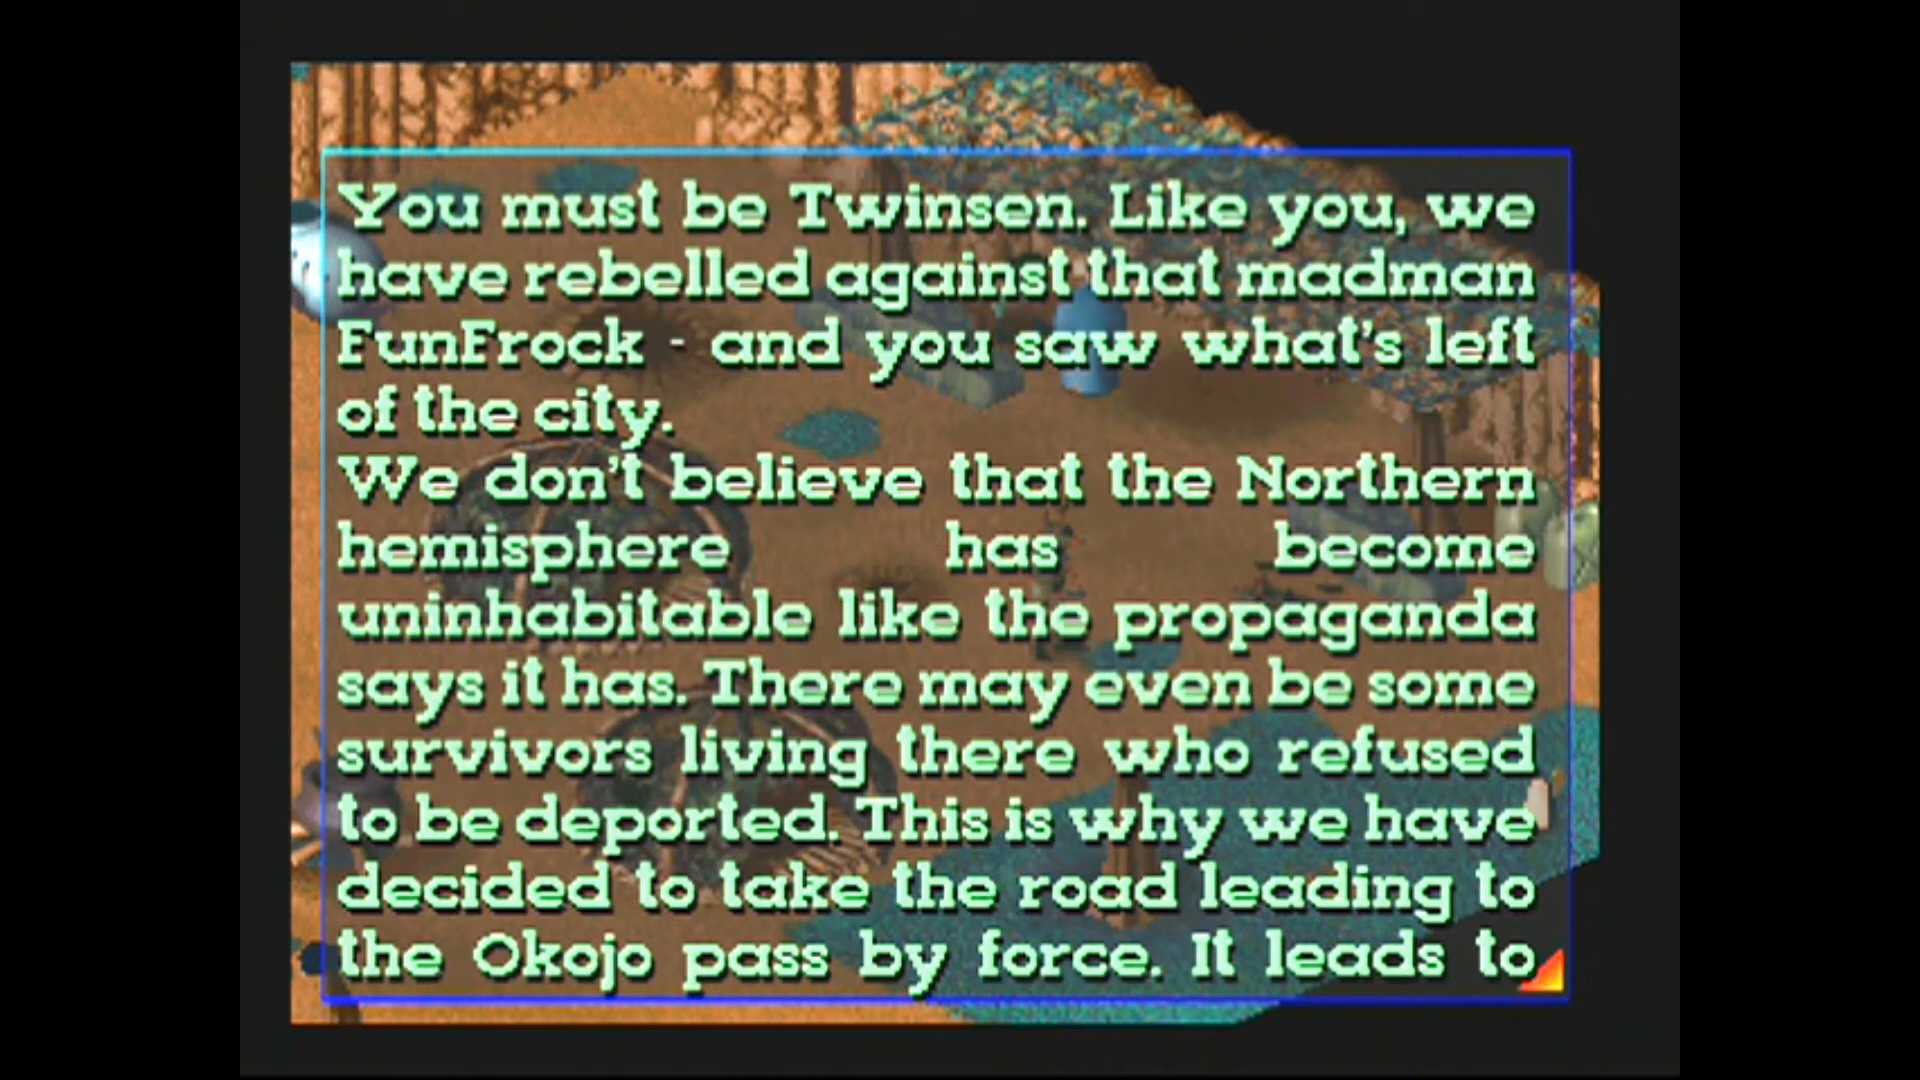 You must be Twinsen. Like you, we
have rebelled against that madman
FunFrock - and you saw what's left
of the city.
We don't believe that the Northern
hemisphere has become
uninhabitable like the propaganda
says it has. There may even be some
survivors living there who refused
to be deported. This is why we have
decided to take the road leading to
the Okojo pass by force. It leads to